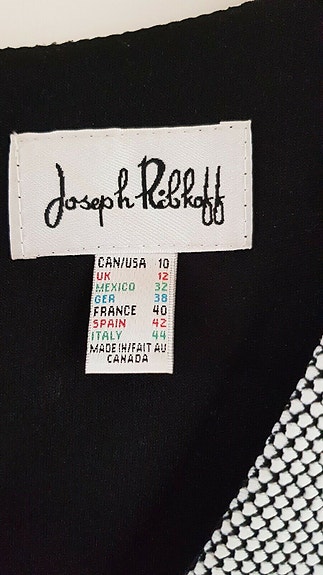 Joseph Ribkoff
CAN/USA 10
UK 12
MEXICO 32
GER 38
FRANCE 40
SPAIN 42
ITALY 44
MADE IN/FAIT AU
CANADA